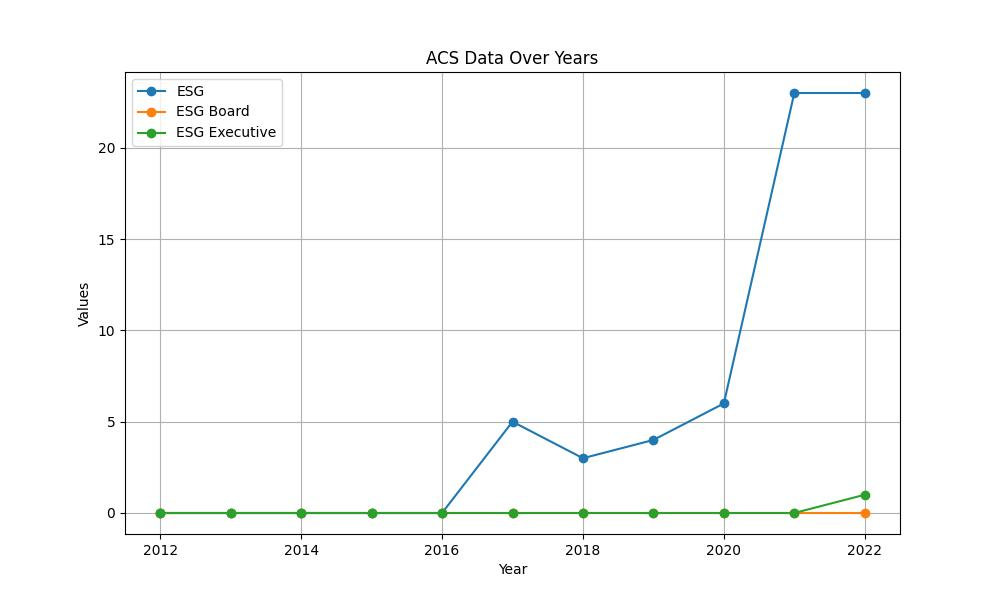 ACS Data Over Years
ESG
ESG Board
ESG Executive
Values
20
15
10
5
0
2012 2014 2016 2018 2020 2022
Year